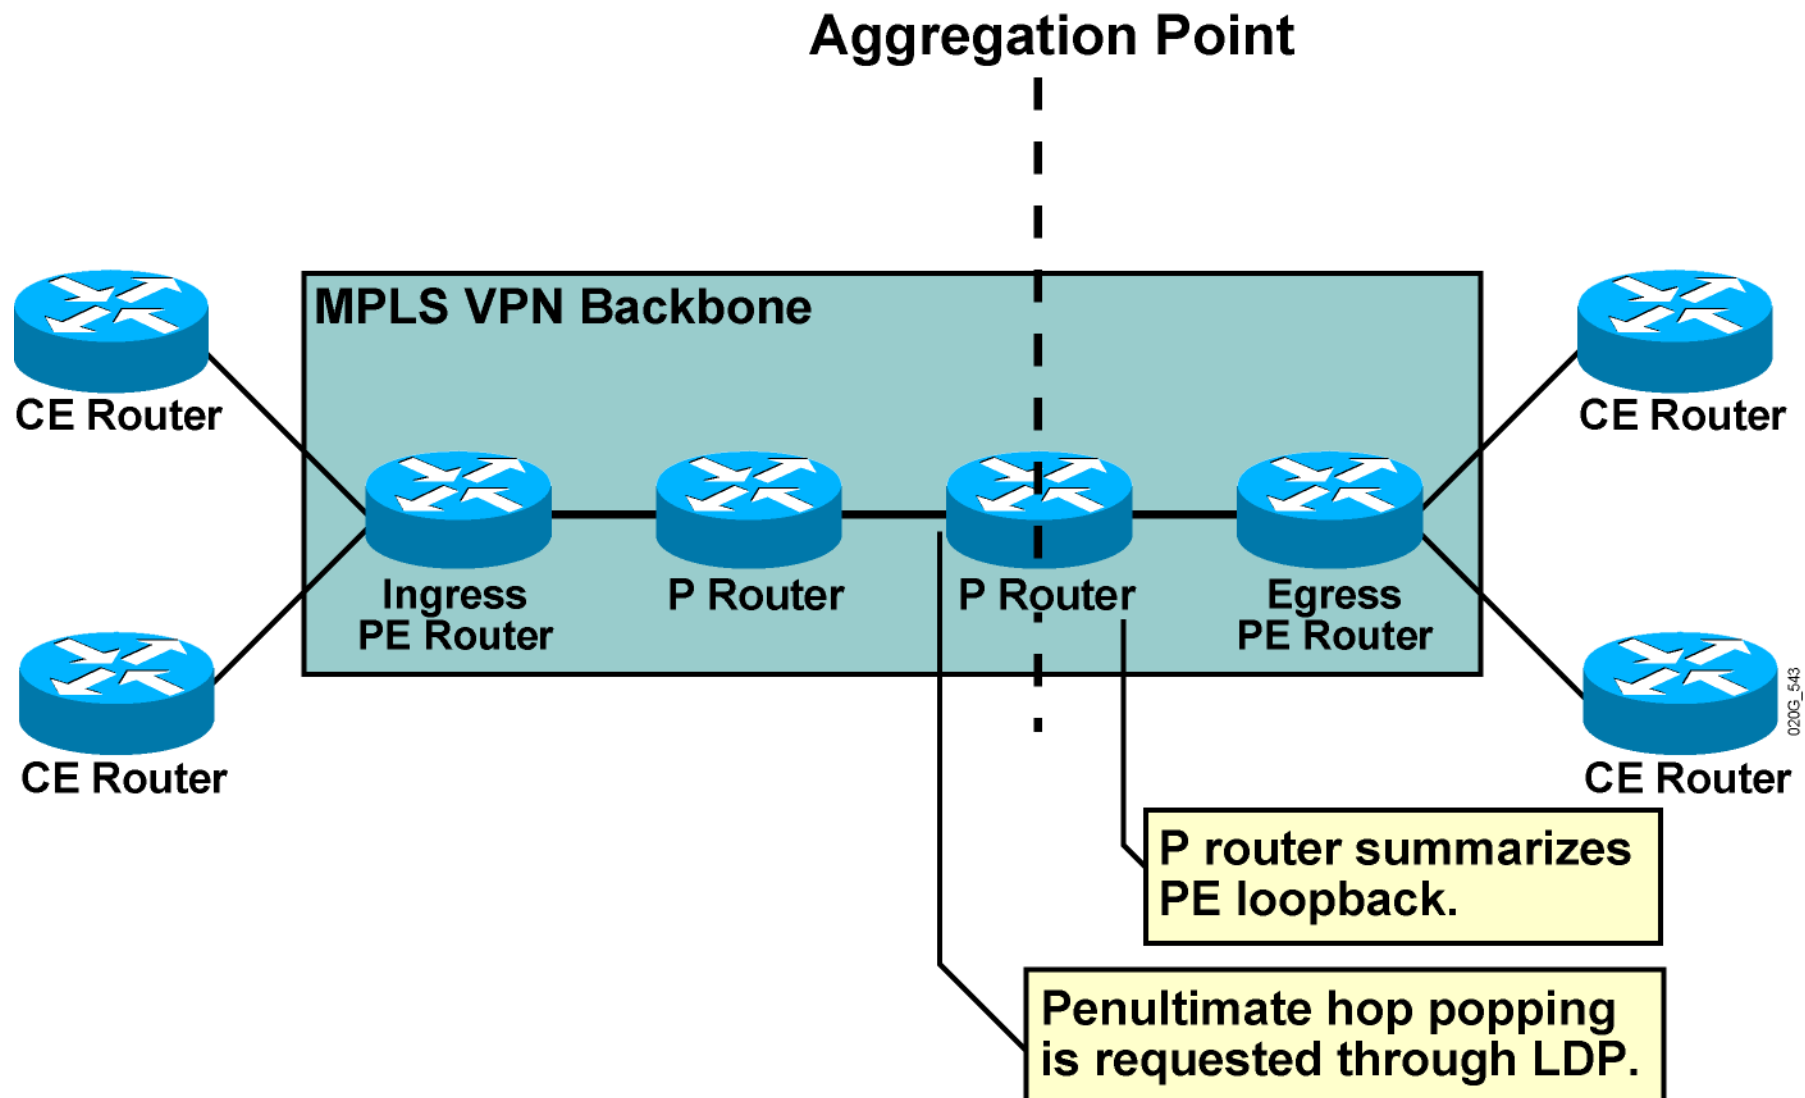 Aggregation Point
MPLS VPN Backbone
CE Router
CE Router
Ingress
PE Router
P Router
P Router
Egress
PE Router
CE Router
CE Router
020G_543
P router summarizes
PE loopback.
Penultimate hop popping
is requested through LDP.